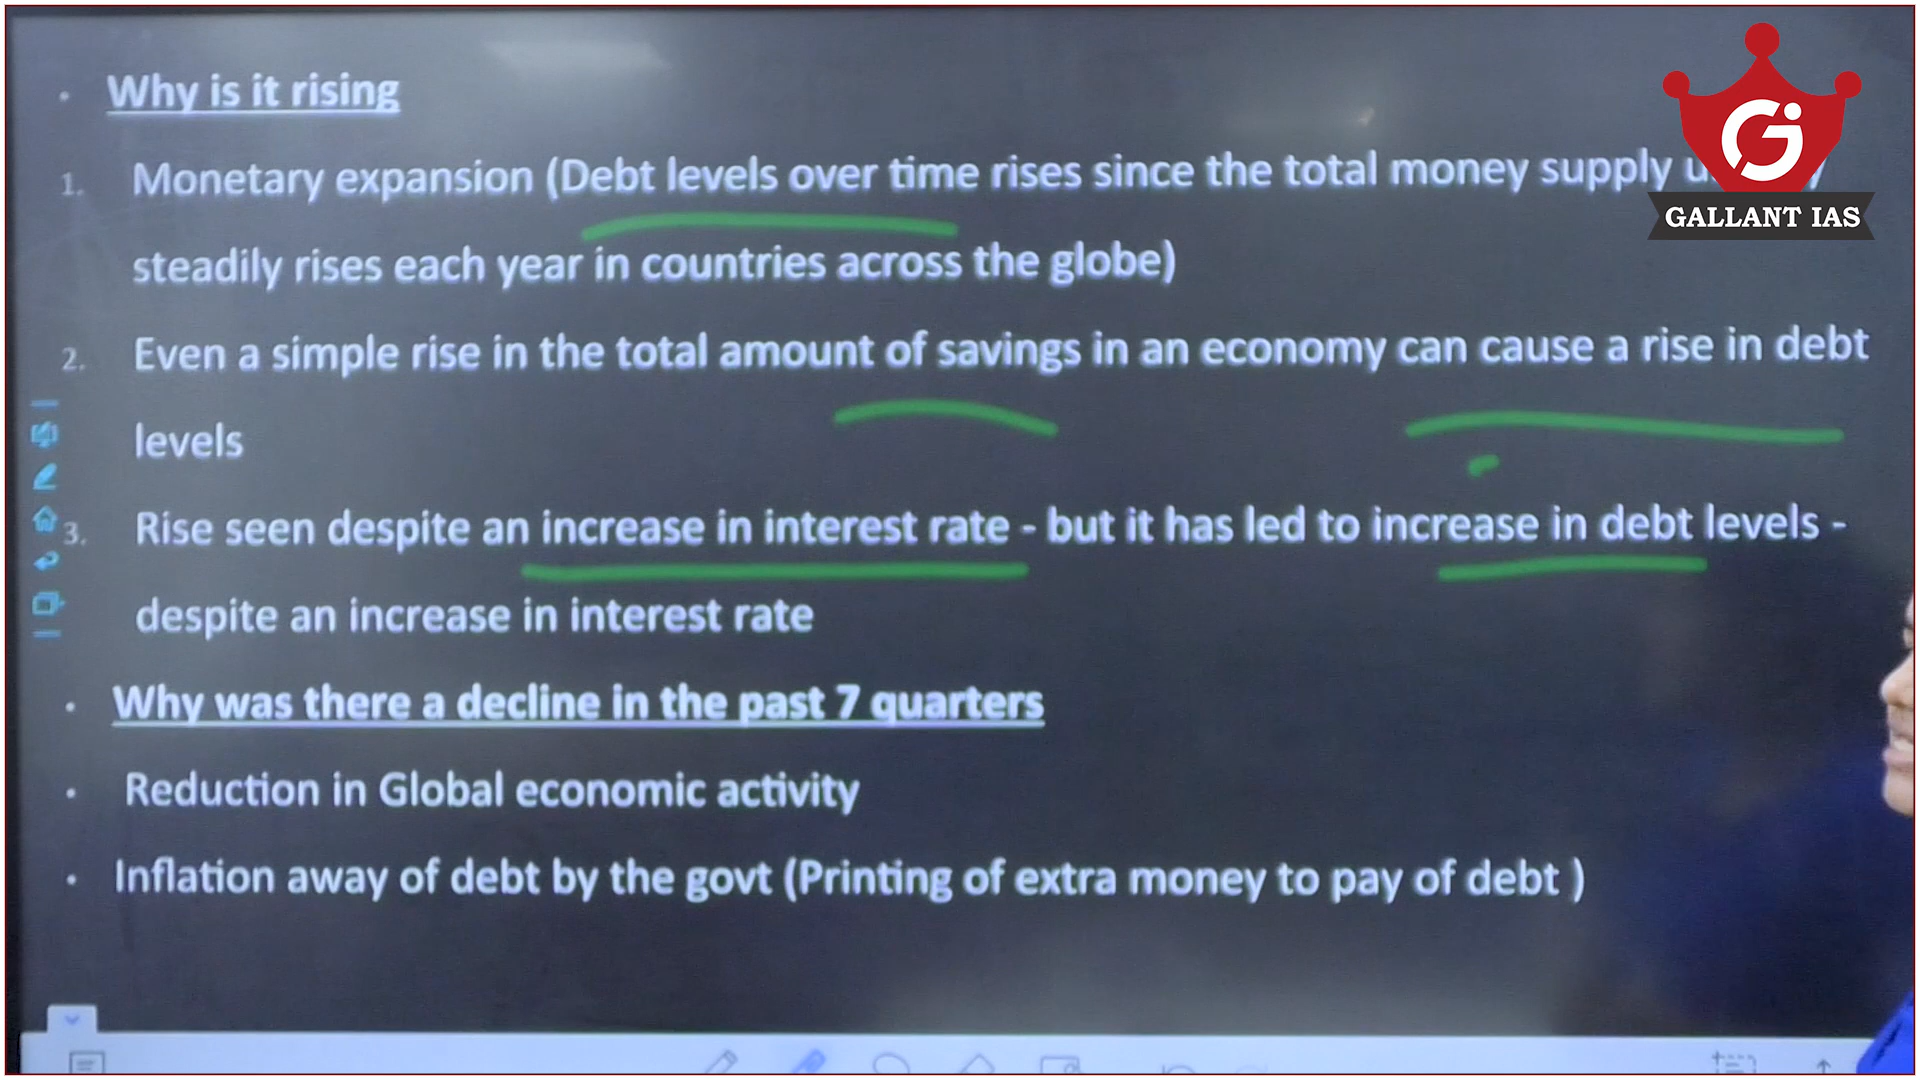 • Why is it rising
1. Monetary expansion (Debt levels over time rises since the total money supply
steadily rises each year in countries across the globe)
2. Even a simple rise in the total amount of savings in an economy can cause a rise in debt
levels
3. Rise seen despite an increase in interest rate - but it has led to increase in debt levels -
despite an increase in interest rate
• Why was there a decline in the past 7 quarters
• Reduction in Global economic activity
• Inflation away of debt by the govt (Printing of extra money to pay of debt )
GALLANT IAS